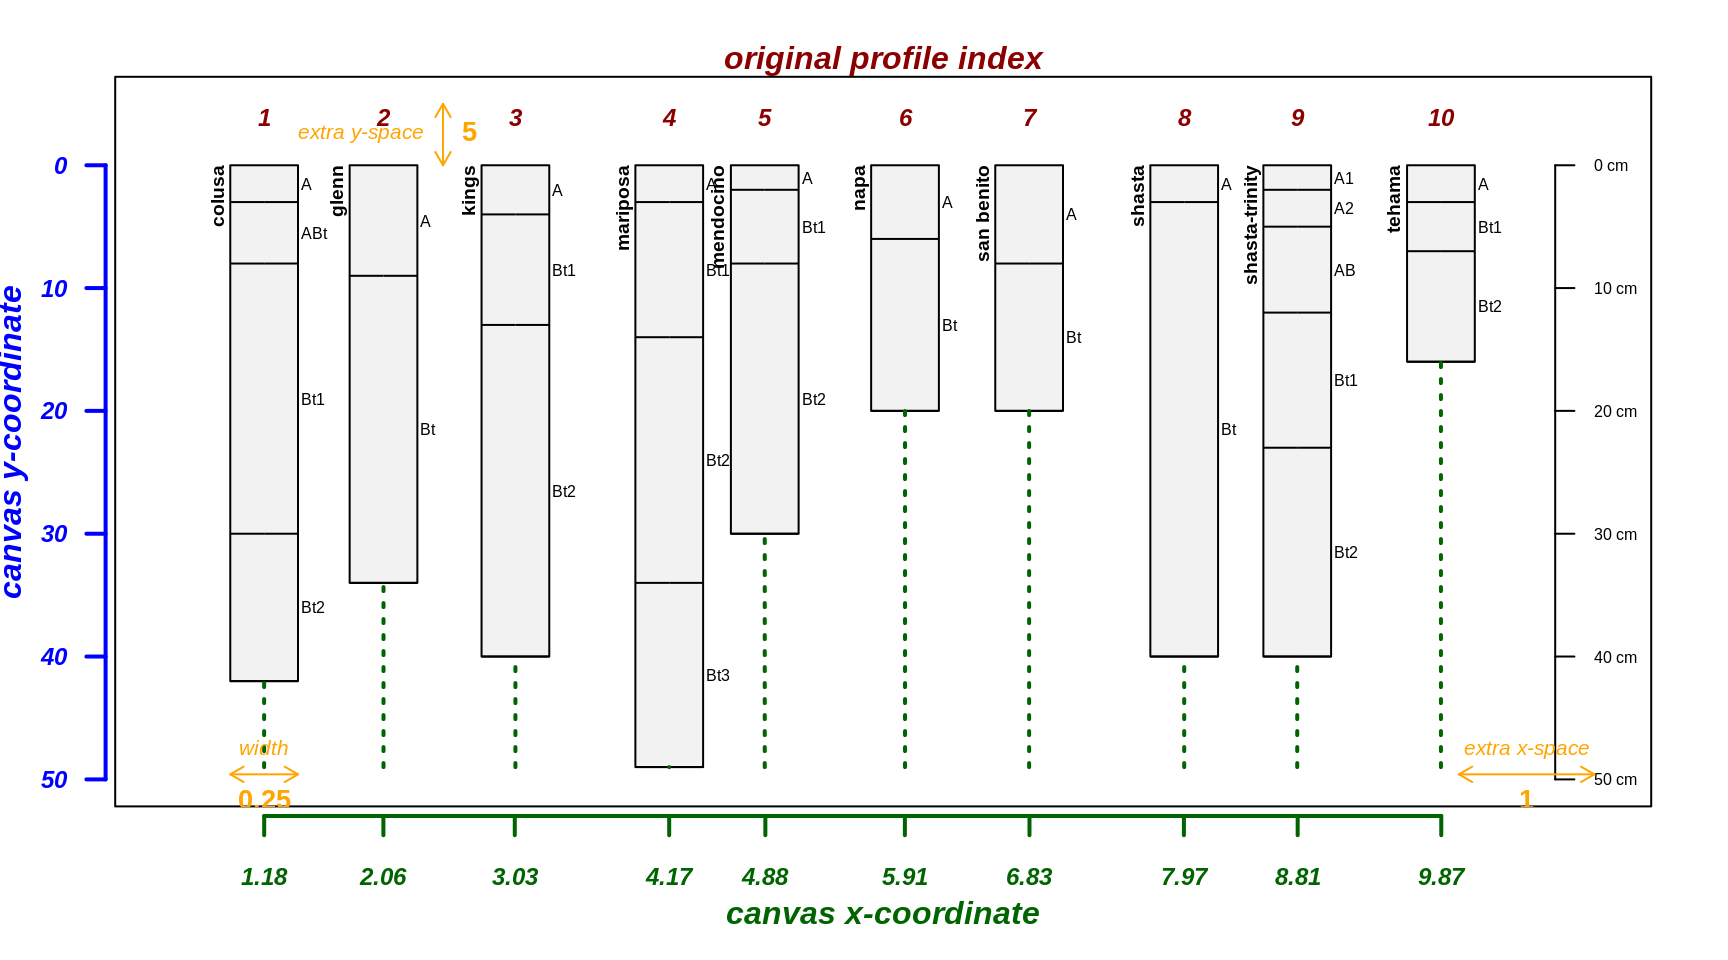 original profile index
1 2 3 4 5 6 7 8 9 10
extra y-space 5
canvas y-coordinate
0
10
20
30
40
50
colusa
A
ABt
Bt1
Bt2
glenn
A
Bt
kings
A
Bt1
Bt2
mariposa
A
Bt1
Bt2
Bt3
mendocino
A
Bt1
Bt2
napa
A
Bt
san benito
A
Bt
shasta
A
Bt
shasta-trinity
A1
A2
AB
Bt1
Bt2
tehama
A
Bt1
Bt2
0 cm
10 cm
20 cm
30 cm
40 cm
50 cm
width
0.25
extra x-space
1
1.18 2.06 3.03 4.17 4.88 5.91 6.83 7.97 8.81 9.87
canvas x-coordinate